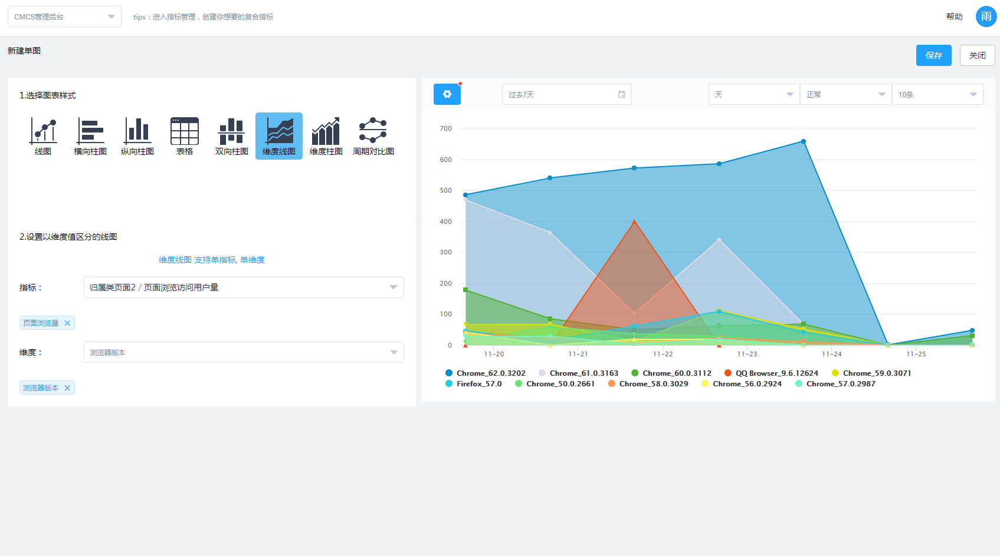 CMCS管理后台
tips：进入指标管理，创建你想要的复合指标
帮助
雨
新建单图
保存
关闭
1.选择图表样式
线图
横向柱图
纵向柱图
表格
双向柱图
维度线图
维度柱图
周期对比图
2.设置以维度值区分的线图
维度线图 支持单指标, 单维度
指标：
归属类页面2 / 页面浏览访问用户量
页面浏览量
维度：
浏览器版本
浏览器版本
过去7天
天
正常
10条
700
600
500
400
300
200
100
0
11-20
11-21
11-22
11-23
11-24
11-25
Chrome_62.0.3202
Chrome_61.0.3163
Chrome_60.0.3112
QQ Browser_9.6.12624
Chrome_59.0.3071
Firefox_57.0
Chrome_50.0.2661
Chrome_58.0.3029
Chrome_56.0.2924
Chrome_57.0.2987